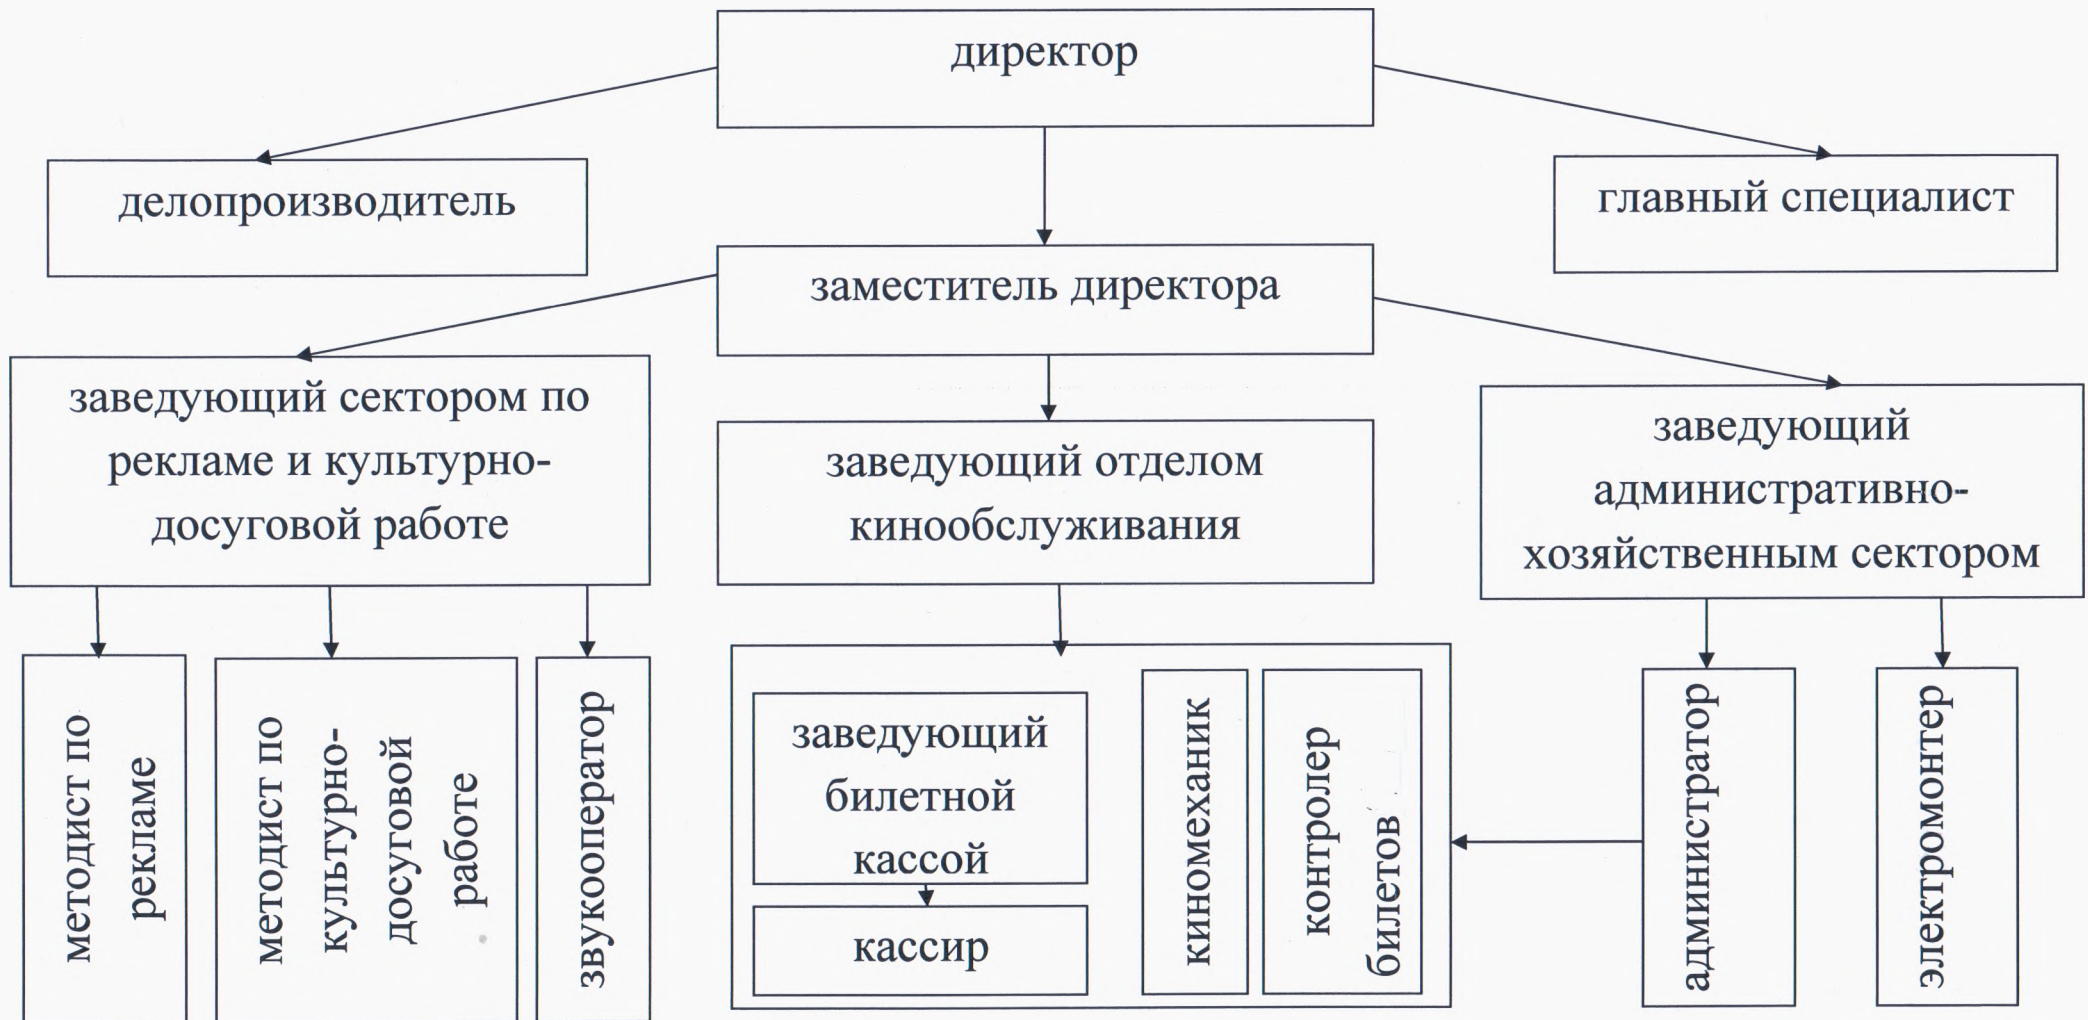 директор
делопроизводитель
главный специалист
заместитель директора
заведующий сектором по
рекламе и культурно-
досуговой работе
заведующий отделом
кинообслуживания
заведующий
административно-
хозяйственным сектором
методист по
рекламе
методист по
культурно-
досуговой
работе
звукооператор
заведующий
билетной
кассой
кассир
киномеханик
контролер
билетов
администратор
электромонтер